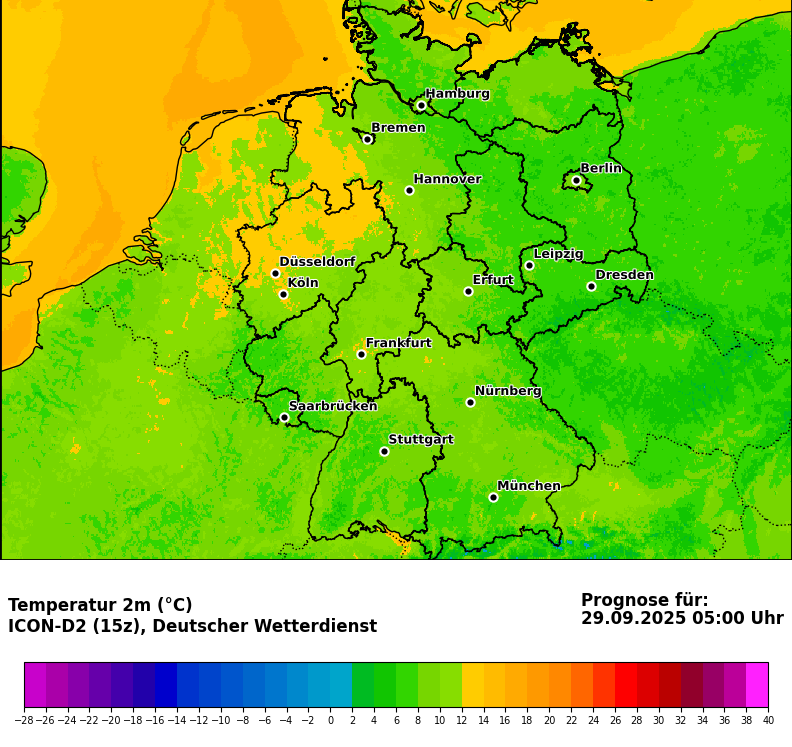 Hamburg
Bremen
Berlin
Hannover
Düsseldorf
Leipzig
Köln
Erfurt
Dresden
Frankfurt
Nürnberg
Saarbrücken
Stuttgart
München
Temperatur 2m (°C)
ICON-D2 (15z), Deutscher Wetterdienst
Prognose für:
29.09.2025 05:00 Uhr
−28 −26 −24 −22 −20 −18 −16 −14 −12 −10 −8 −6 −4 −2 0 2 4 6 8 10 12 14 16 18 20 22 24 26 28 30 32 34 36 38 40